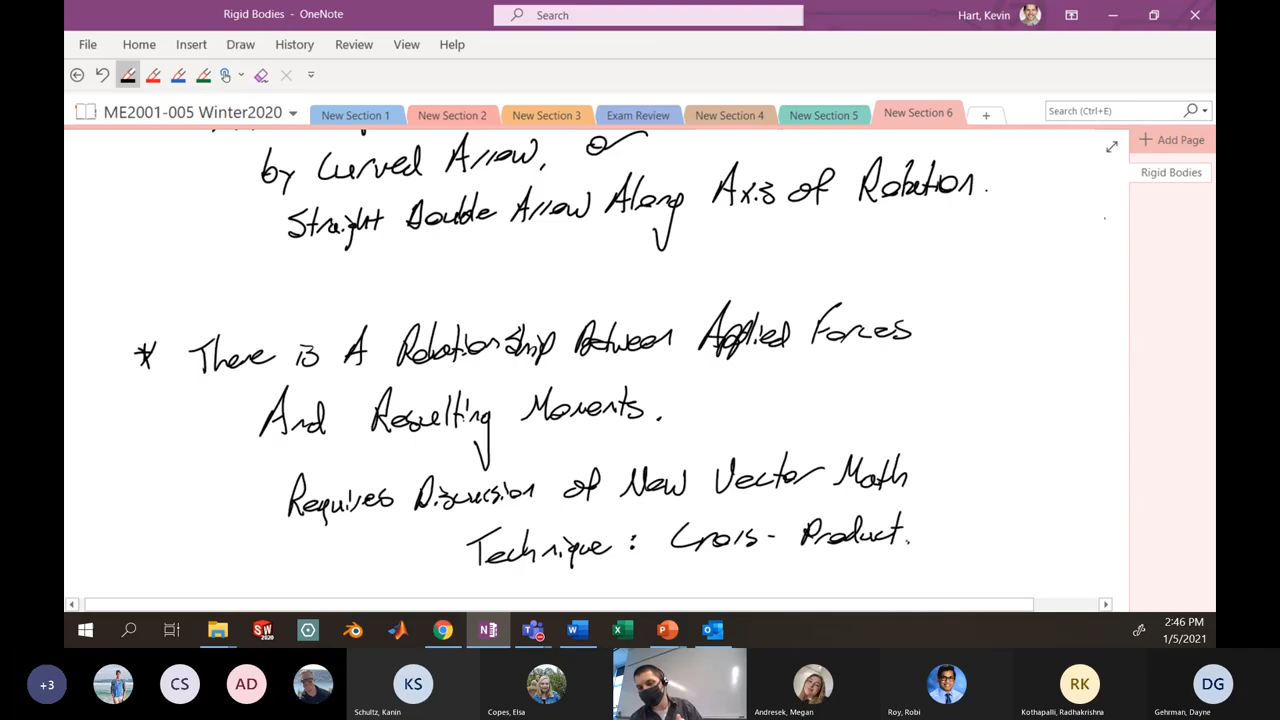 Rigid Bodies - OneNote
Search
Hart, Kevin
File Home Insert Draw History Review View Help
ME2001-005 Winter2020
New Section 1 New Section 2 New Section 3 Exam Review New Section 4 New Section 5 New Section 6 +
Search (Ctrl+E)
+ Add Page
Rigid Bodies
by Curved Arrow,
Straight Double Arrow Along Axis of Rotation.
* There is A Relationship Between Applied Forces
And Resulting Moments.
Requires Discussion of New Vector Math
Technique: Cross-Product.
2:46 PM
1/5/2021
+3 CS AD KS RK DG
Schultz, Kanin Copes, Elsa Andresek, Megan Roy, Robi Kothapalli, Radhakrishna Gehrman, Dayne